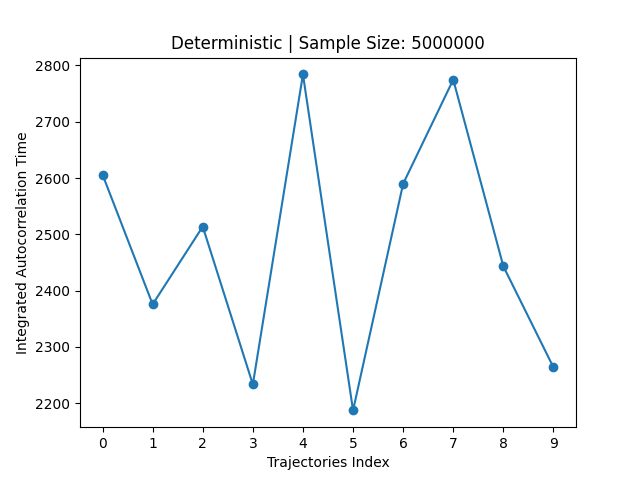 Deterministic | Sample Size: 5000000
Integrated Autocorrelation Time
2800
2700
2600
2500
2400
2300
2200
0 1 2 3 4 5 6 7 8 9
Trajectories Index